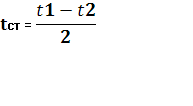 tст = (t1 − t2) / 2